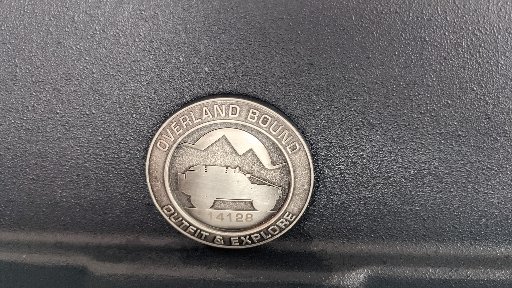 OVERLAND BOUND
14128
OUTFIT & EXPLORE